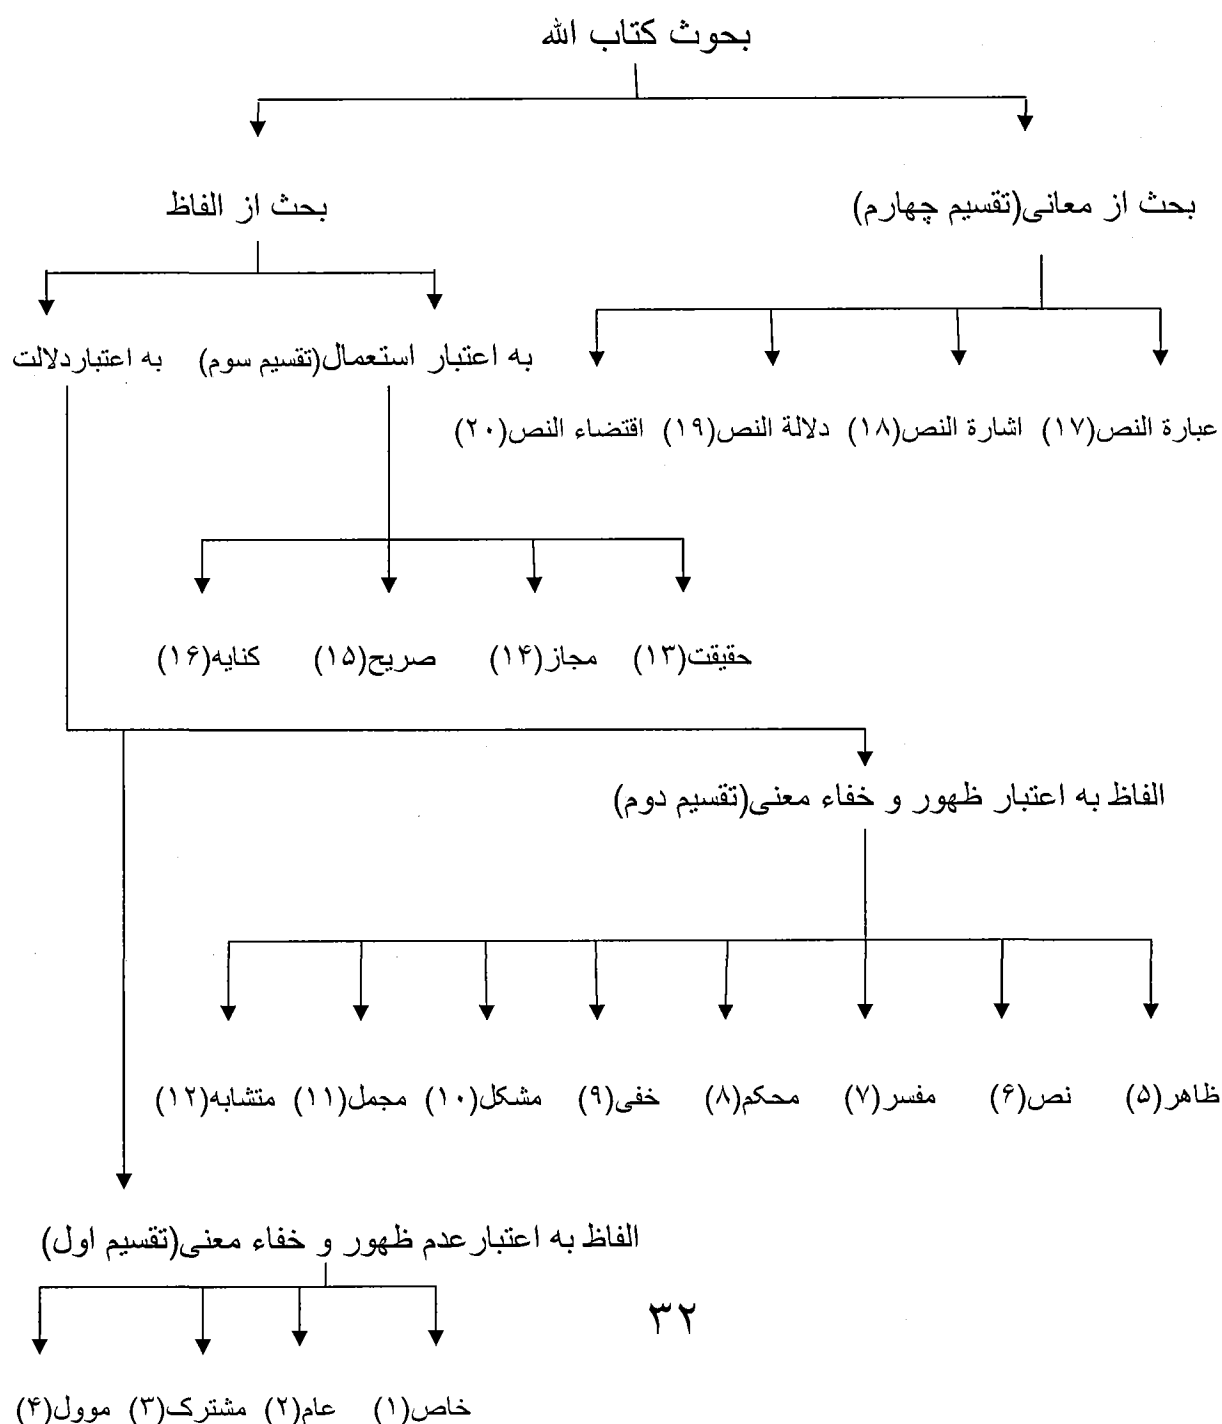 بحوث کتاب الله
بحث از معانی(تقسیم چهارم)
بحث از الفاظ
به اعتبار استعمال(تقسیم سوم) به اعتباردلالت
عبارة النص(۱۷) اشارة النص(۱۸) دلالة النص(۱۹) اقتضاء النص(۲۰)
حقیقت(۱۳) مجاز(۱۴) صریح(۱۵) کنایه(۱۶)
الفاظ به اعتبار ظهور و خفاء معنی(تقسیم دوم)
ظاهر(۵) نص(۶) مفسر(۷) محکم(۸) خفی(۹) مشکل(۱۰) مجمل(۱۱) متشابه(۱۲)
الفاظ به اعتبارعدم ظهور و خفاء معنی(تقسیم اول)
۳۲
خاص(۱) عام(۲) مشترک(۳) موول(۴)